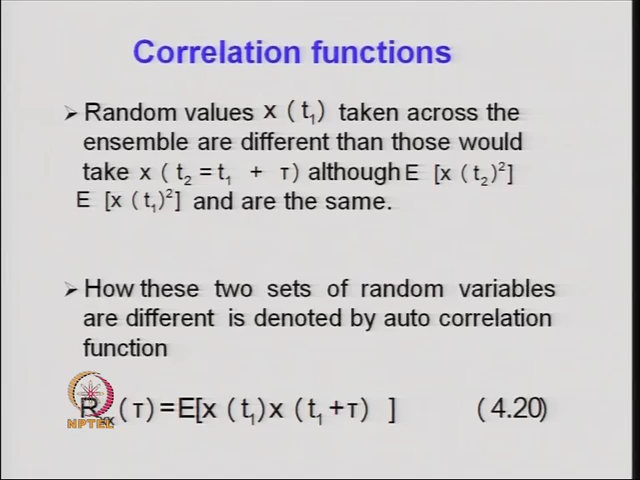 Correlation functions
➢ Random values x ( t₁ ) taken across the
ensemble are different than those would
take x ( t₂ = t₁ + τ ) although E [x ( t₂ )²]
E [x ( t₁ )²] and are the same.
➢ How these two sets of random variables
are different is denoted by auto correlation
function
Rₓₓ ( τ ) = E[x ( t₁ ) x ( t₁ + τ ) ] ( 4.20)
NPTEL